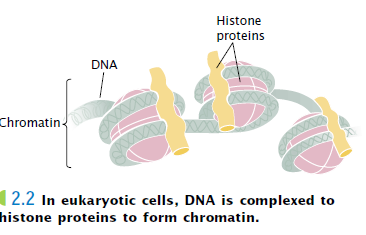 Histone
proteins
DNA
Chromatin
2.2 In eukaryotic cells, DNA is complexed to
histone proteins to form chromatin.